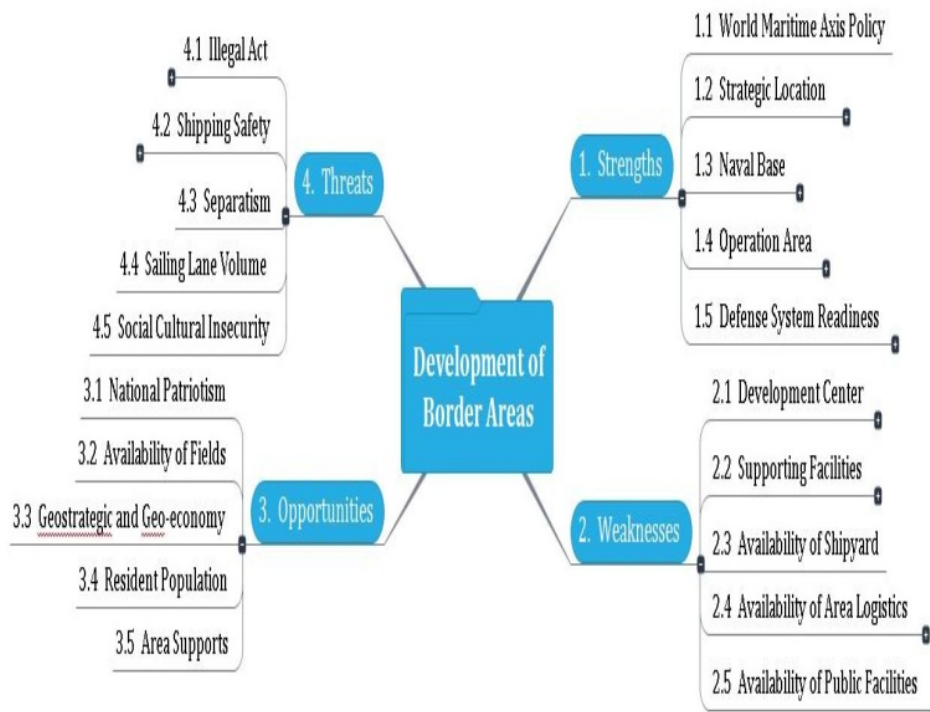 Development of
Border Areas
1. Strengths
1.1 World Maritime Axis Policy
1.2 Strategic Location
1.3 Naval Base
1.4 Operation Area
1.5 Defense System Readiness
2. Weaknesses
2.1 Development Center
2.2 Supporting Facilities
2.3 Availability of Shipyard
2.4 Availability of Area Logistics
2.5 Availability of Public Facilities
3. Opportunities
3.1 National Patriotism
3.2 Availability of Fields
3.3 Geostrategic and Geo-economy
3.4 Resident Population
3.5 Area Supports
4. Threats
4.1 Illegal Act
4.2 Shipping Safety
4.3 Separatism
4.4 Sailing Lane Volume
4.5 Social Cultural Insecurity